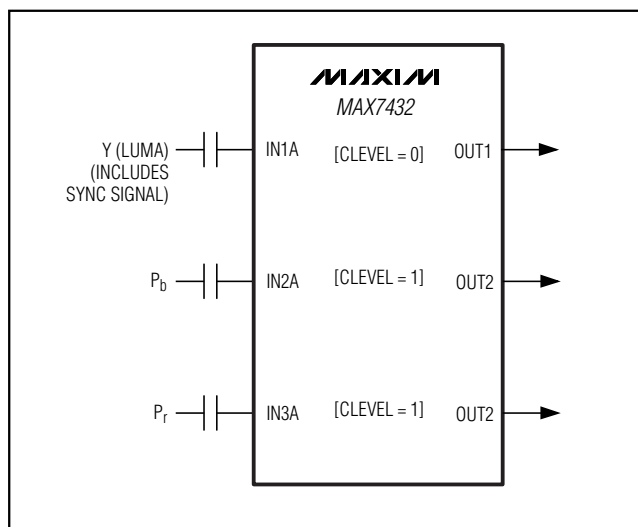 MAXIM
MAX7432
Y (LUMA)
(INCLUDES
SYNC SIGNAL)
IN1A
[CLEVEL = 0]
OUT1
Pb
IN2A
[CLEVEL = 1]
OUT2
Pr
IN3A
[CLEVEL = 1]
OUT2